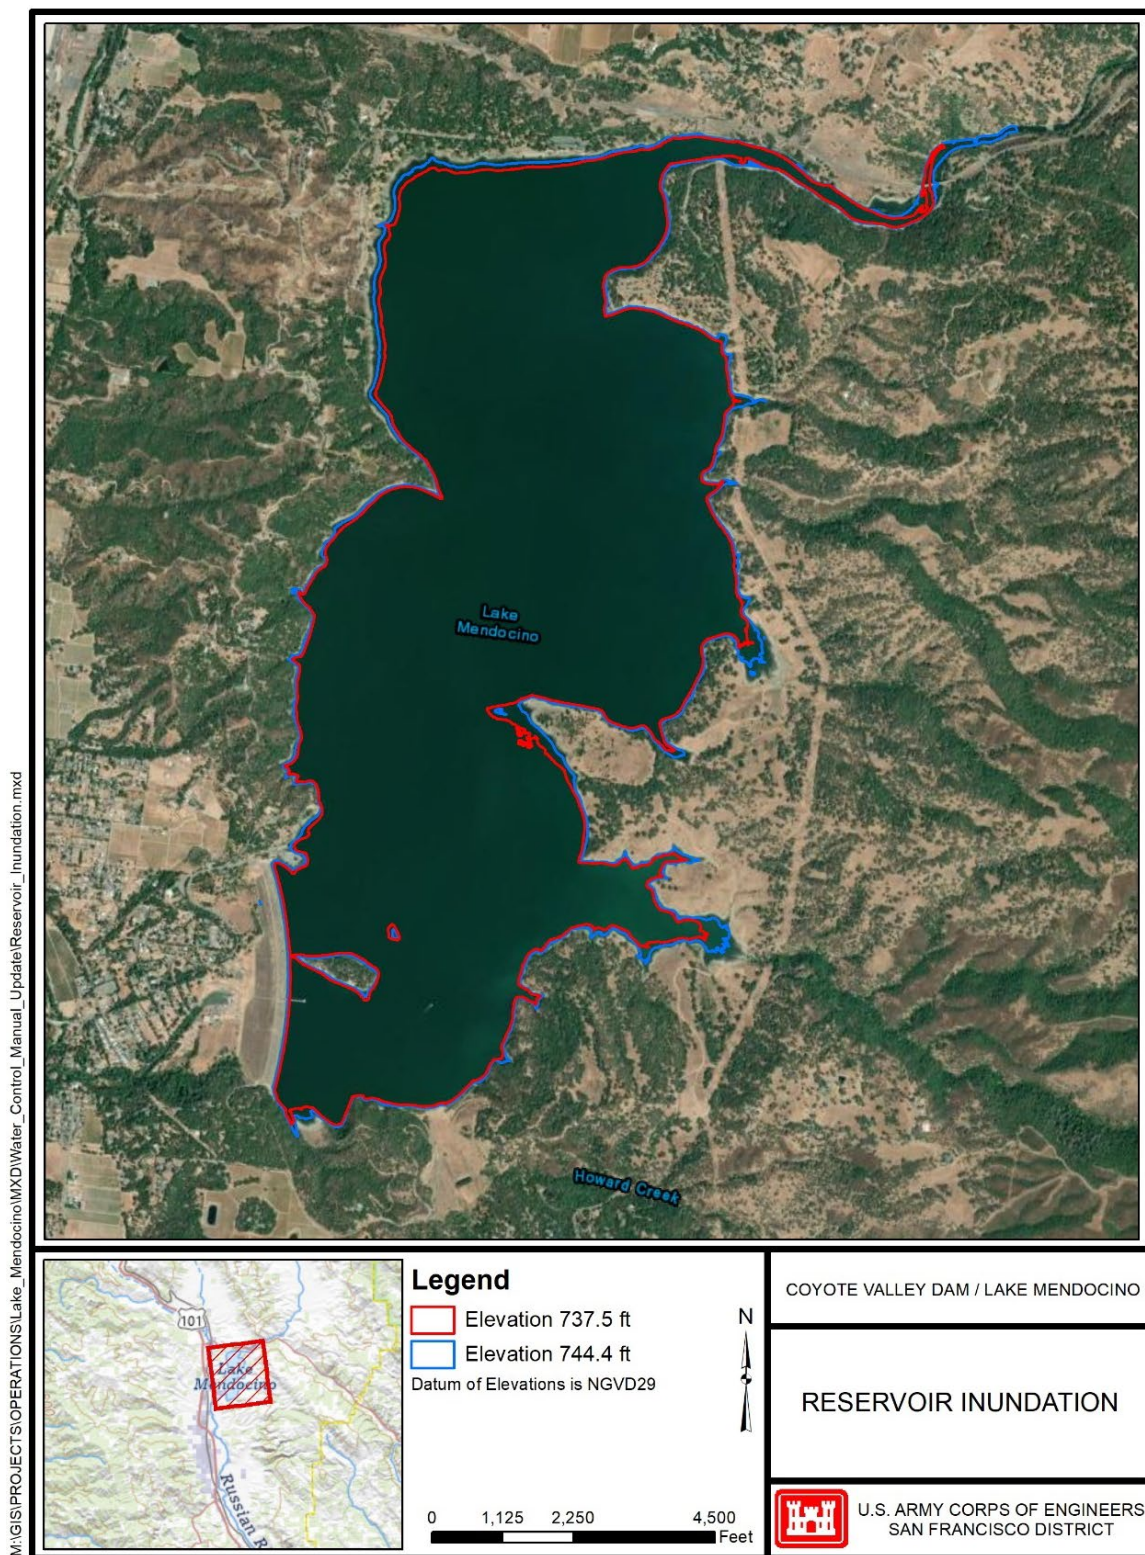 Lake
Mendocino
Howard Creek
M:\GIS\PROJECTS\OPERATIONS\Lake_Mendocino\MXD\Water_Control_Manual_Update\Reservoir_Inundation.mxd
101
Lake
Mendocino
Russian R
Legend
Elevation 737.5 ft
Elevation 744.4 ft
Datum of Elevations is NGVD29
N
0 1,125 2,250 4,500
Feet
COYOTE VALLEY DAM / LAKE MENDOCINO
RESERVOIR INUNDATION
U.S. ARMY CORPS OF ENGINEERS
SAN FRANCISCO DISTRICT